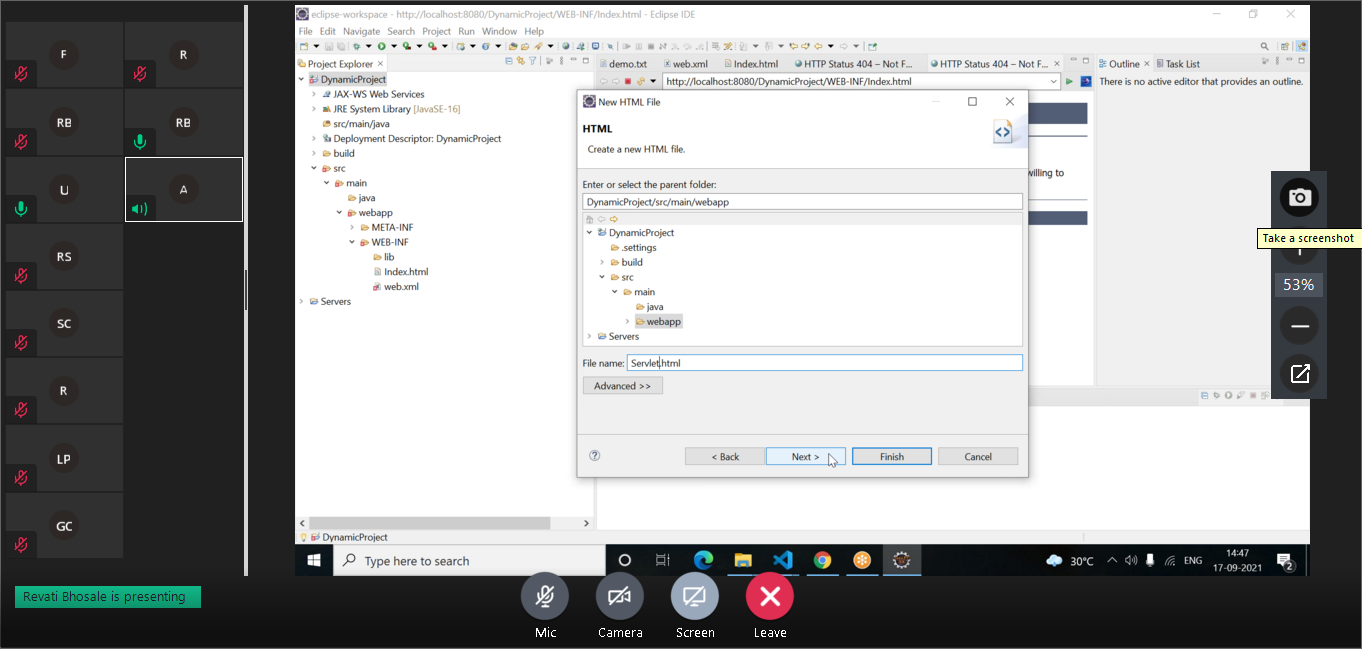 F
R
RB
RB
U
A
RS
SC
R
LP
GC
Revati Bhosale is presenting
eclipse-workspace - http://localhost:8080/DynamicProject/WEB-INF/Index.html - Eclipse IDE
File Edit Navigate Search Project Run Window Help
Project Explorer
DynamicProject
JAX-WS Web Services
JRE System Library [JavaSE-16]
src/main/java
Deployment Descriptor: DynamicProject
build
src
main
java
webapp
META-INF
WEB-INF
lib
Index.html
web.xml
Servers
DynamicProject
demo.txt
web.xml
Index.html
HTTP Status 404 – Not F...
HTTP Status 404 – Not F...
http://localhost:8080/DynamicProject/WEB-INF/Index.html
Outline
Task List
There is no active editor that provides an outline.
willing to
New HTML File
HTML
Create a new HTML file.
Enter or select the parent folder:
DynamicProject/src/main/webapp
DynamicProject
.settings
build
src
main
java
webapp
Servers
File name: Servlet.html
Advanced >>
< Back
Next >
Finish
Cancel
Take a screenshot
53%
Type here to search
30°C
ENG
14:47
17-09-2021
2
Mic
Camera
Screen
Leave